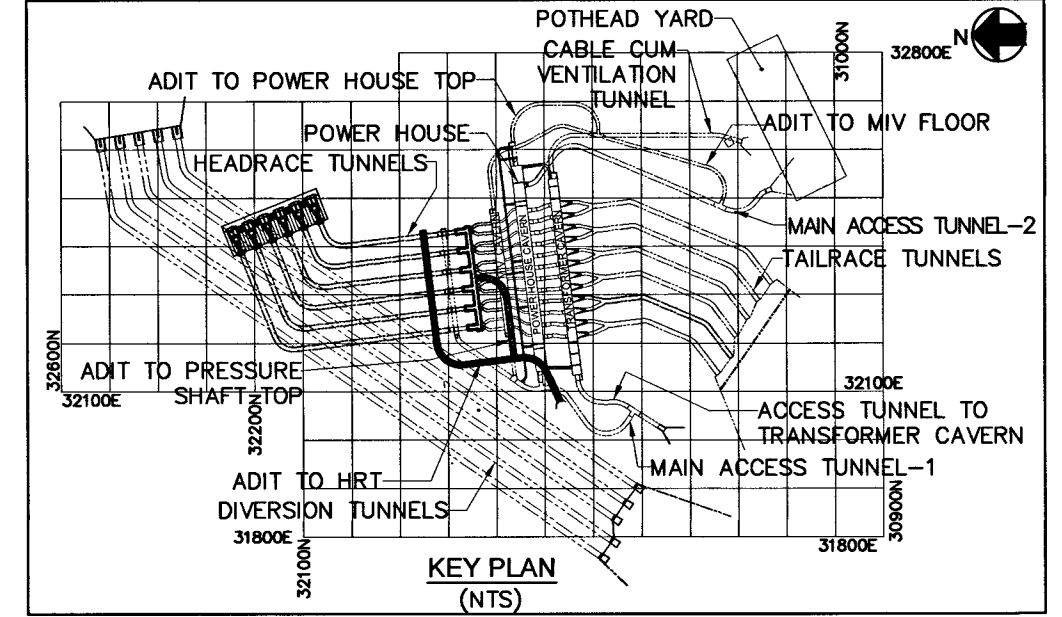 POTHEAD YARD
31000N
32800E
N
CABLE CUM
VENTILATION
TUNNEL
ADIT TO POWER HOUSE TOP
ADIT TO MIV FLOOR
POWER HOUSE
HEADRACE TUNNELS
MAIN ACCESS TUNNEL-2
TAILRACE TUNNELS
POWER HOUSE CAVERN
TRANSFORMER CAVERN
32600N
ADIT TO PRESSURE
SHAFT TOP
32100E
32200N
32100E
ACCESS TUNNEL TO
TRANSFORMER CAVERN
MAIN ACCESS TUNNEL-1
ADIT TO HRT
DIVERSION TUNNELS
30900N
31800E
32100N
31800E
KEY PLAN
(NTS)